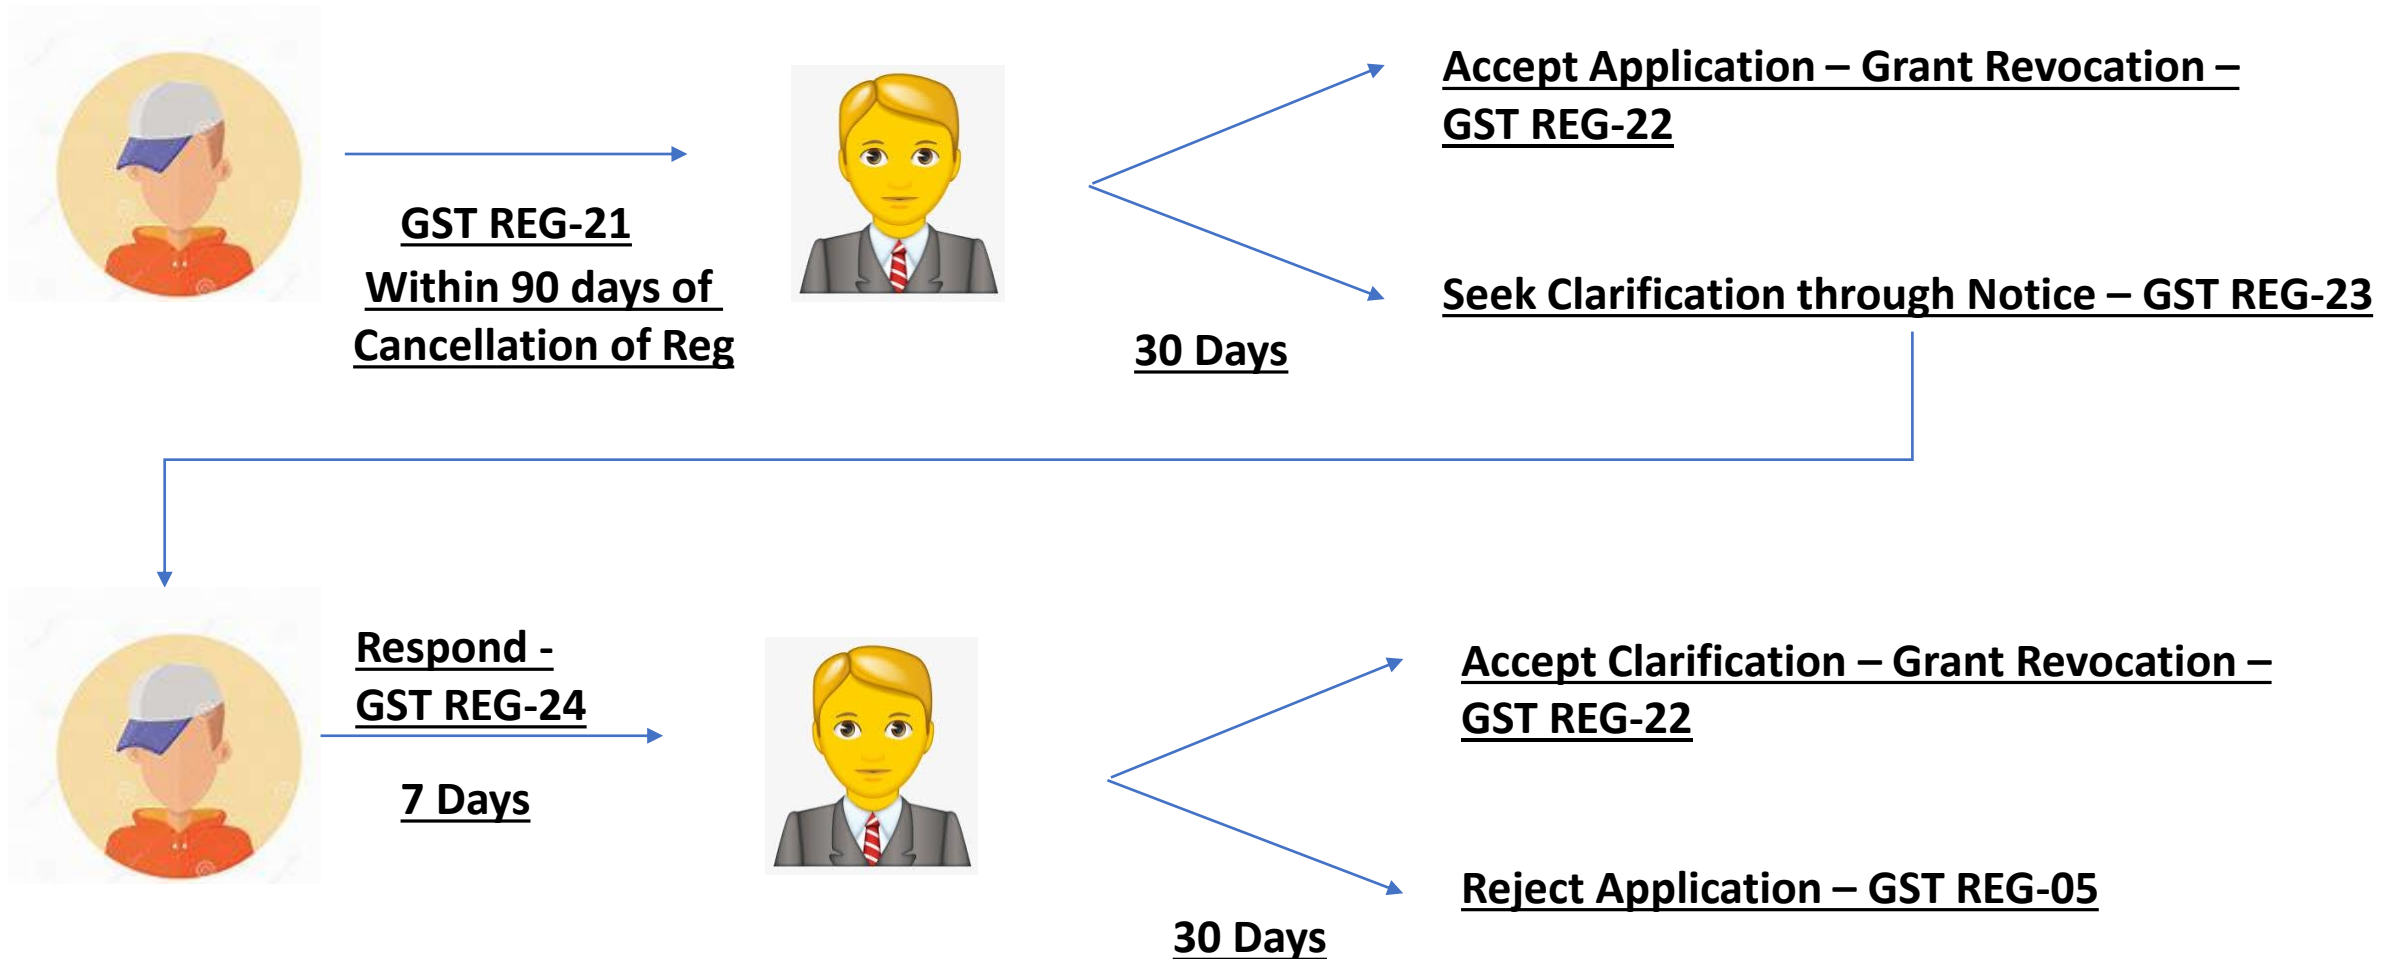 Accept Application – Grant Revocation –
GST REG-22
GST REG-21
Within 90 days of
Cancellation of Reg
Seek Clarification through Notice – GST REG-23
30 Days
Respond -
GST REG-24
7 Days
Accept Clarification – Grant Revocation –
GST REG-22
Reject Application – GST REG-05
30 Days